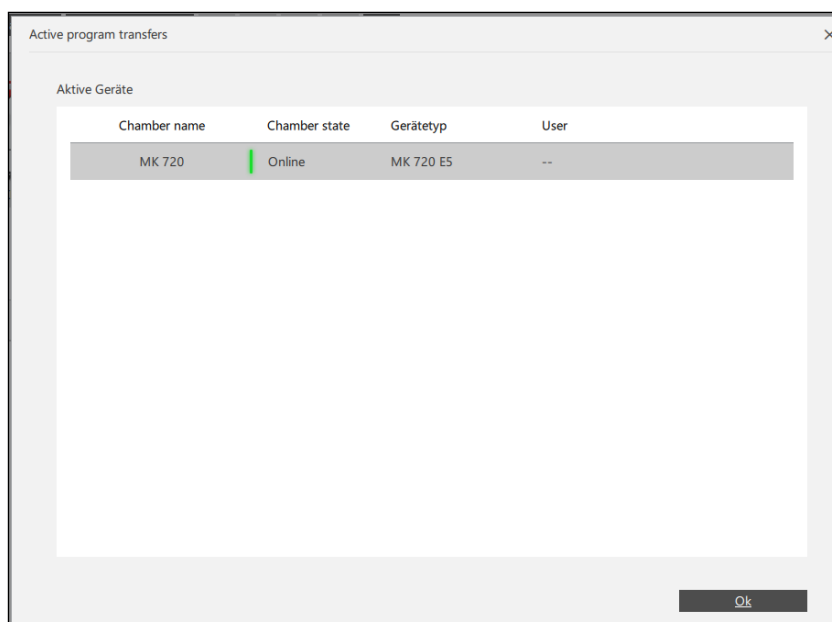 Active program transfers
Aktive Geräte
Chamber name Chamber state Gerätetyp User
MK 720 Online MK 720 E5 --
Ok